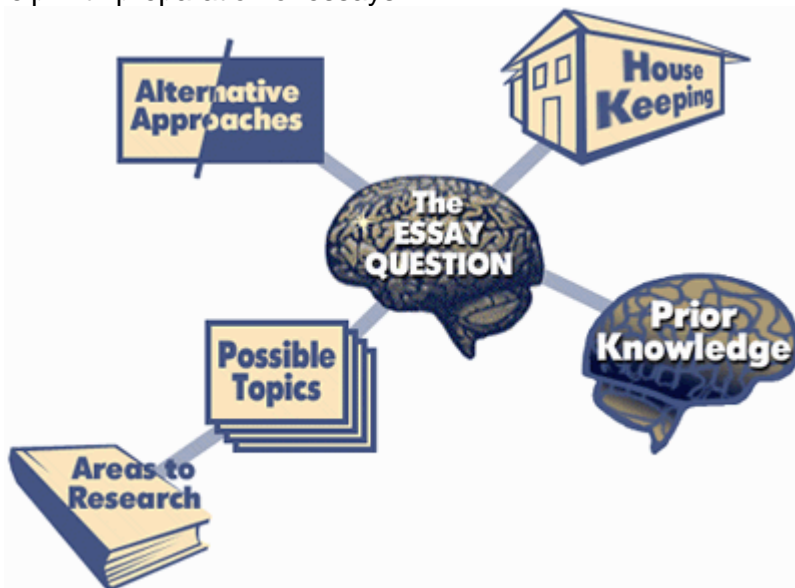 Alternative
Approaches
House
Keeping
The
ESSAY
QUESTION
Prior
Knowledge
Possible
Topics
Areas to
Research